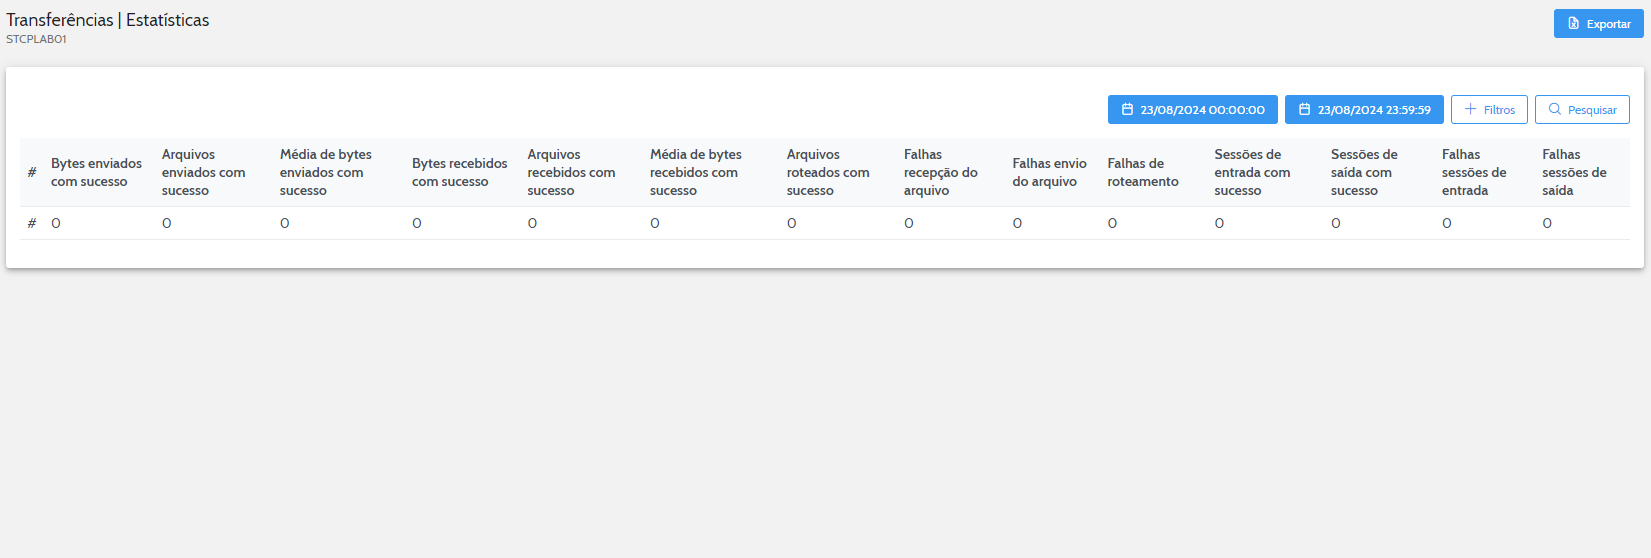 Transferências | Estatísticas
STCPLAB01
Exportar
23/08/2024 00:00:00 23/08/2024 23:59:59 Filtros Pesquisar
#
Bytes enviados
com sucesso
Arquivos
enviados com
sucesso
Média de bytes
enviados com
sucesso
Bytes recebidos
com sucesso
Arquivos
recebidos com
sucesso
Média de bytes
recebidos com
sucesso
Arquivos
roteados com
sucesso
Falhas
recepção do
arquivo
Falhas envio
do arquivo
Falhas de
roteamento
Sessões de
entrada com
sucesso
Sessões de
saída com
sucesso
Falhas
sessões de
entrada
Falhas
sessões de
saída
# 0 0 0 0 0 0 0 0 0 0 0 0 0 0